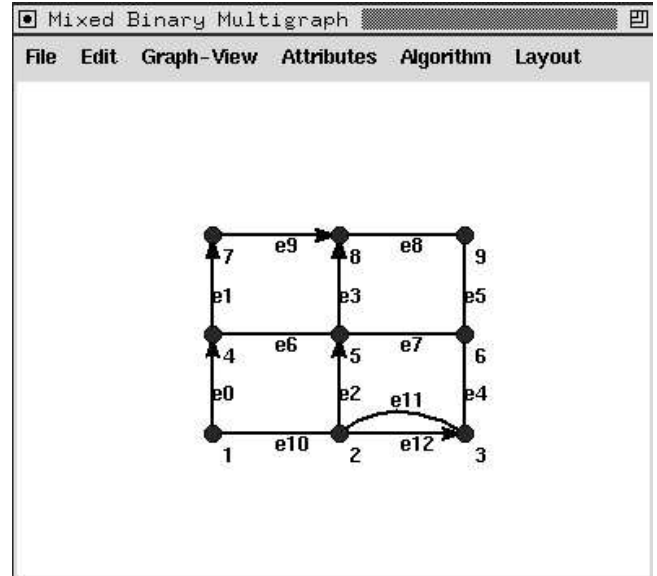 Mixed Binary Multigraph
File Edit Graph-View Attributes Algorithm Layout
7 e9 8 e8 9
e1 e3 e5
4 e6 5 e7 6
e0 e2 e11 e4
1 e10 2 e12 3